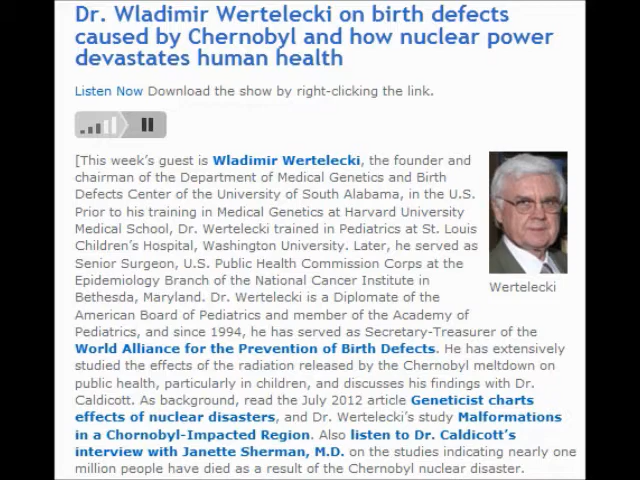 Dr. Wladimir Wertelecki on birth defects
caused by Chernobyl and how nuclear power
devastates human health
Listen Now Download the show by right-clicking the link.
[This week's guest is Wladimir Wertelecki, the founder and
chairman of the Department of Medical Genetics and Birth
Defects Center of the University of South Alabama, in the U.S.
Prior to his training in Medical Genetics at Harvard University
Medical School, Dr. Wertelecki trained in Pediatrics at St. Louis
Children's Hospital, Washington University. Later, he served as
Senior Surgeon, U.S. Public Health Commission Corps at the
Epidemiology Branch of the National Cancer Institute in
Bethesda, Maryland. Dr. Wertelecki is a Diplomate of the
American Board of Pediatrics and member of the Academy of
Pediatrics, and since 1994, he has served as Secretary-Treasurer of the
World Alliance for the Prevention of Birth Defects. He has extensively
studied the effects of the radiation released by the Chernobyl meltdown on
public health, particularly in children, and discusses his findings with Dr.
Caldicott. As background, read the July 2012 article Geneticist charts
effects of nuclear disasters, and Dr. Wertelecki's study Malformations
in a Chornobyl-Impacted Region. Also listen to Dr. Caldicott's
interview with Janette Sherman, M.D. on the studies indicating nearly one
million people have died as a result of the Chernobyl nuclear disaster.
Wertelecki